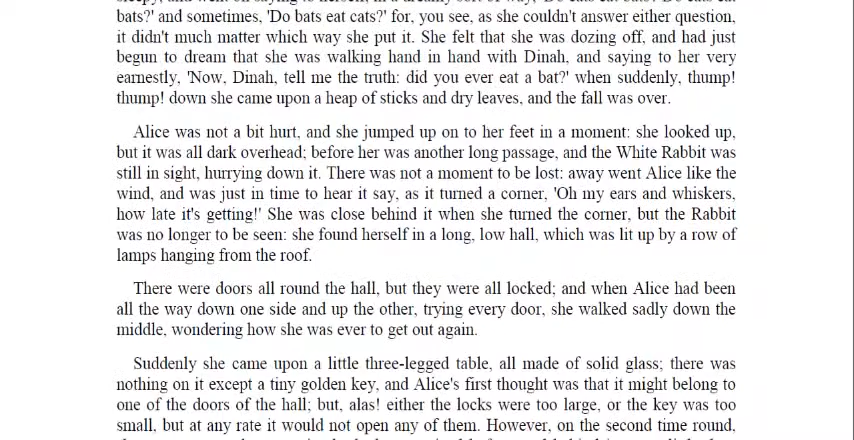 sleepy, and went on saying to herself, in a dreamy sort of way, 'Do cats eat bats? Do cats eat
bats?' and sometimes, 'Do bats eat cats?' for, you see, as she couldn't answer either question,
it didn't much matter which way she put it. She felt that she was dozing off, and had just
begun to dream that she was walking hand in hand with Dinah, and saying to her very
earnestly, 'Now, Dinah, tell me the truth: did you ever eat a bat?' when suddenly, thump!
thump! down she came upon a heap of sticks and dry leaves, and the fall was over.
Alice was not a bit hurt, and she jumped up on to her feet in a moment: she looked up,
but it was all dark overhead; before her was another long passage, and the White Rabbit was
still in sight, hurrying down it. There was not a moment to be lost: away went Alice like the
wind, and was just in time to hear it say, as it turned a corner, 'Oh my ears and whiskers,
how late it's getting!' She was close behind it when she turned the corner, but the Rabbit
was no longer to be seen: she found herself in a long, low hall, which was lit up by a row of
lamps hanging from the roof.
There were doors all round the hall, but they were all locked; and when Alice had been
all the way down one side and up the other, trying every door, she walked sadly down the
middle, wondering how she was ever to get out again.
Suddenly she came upon a little three-legged table, all made of solid glass; there was
nothing on it except a tiny golden key, and Alice's first thought was that it might belong to
one of the doors of the hall; but, alas! either the locks were too large, or the key was too
small, but at any rate it would not open any of them. However, on the second time round,